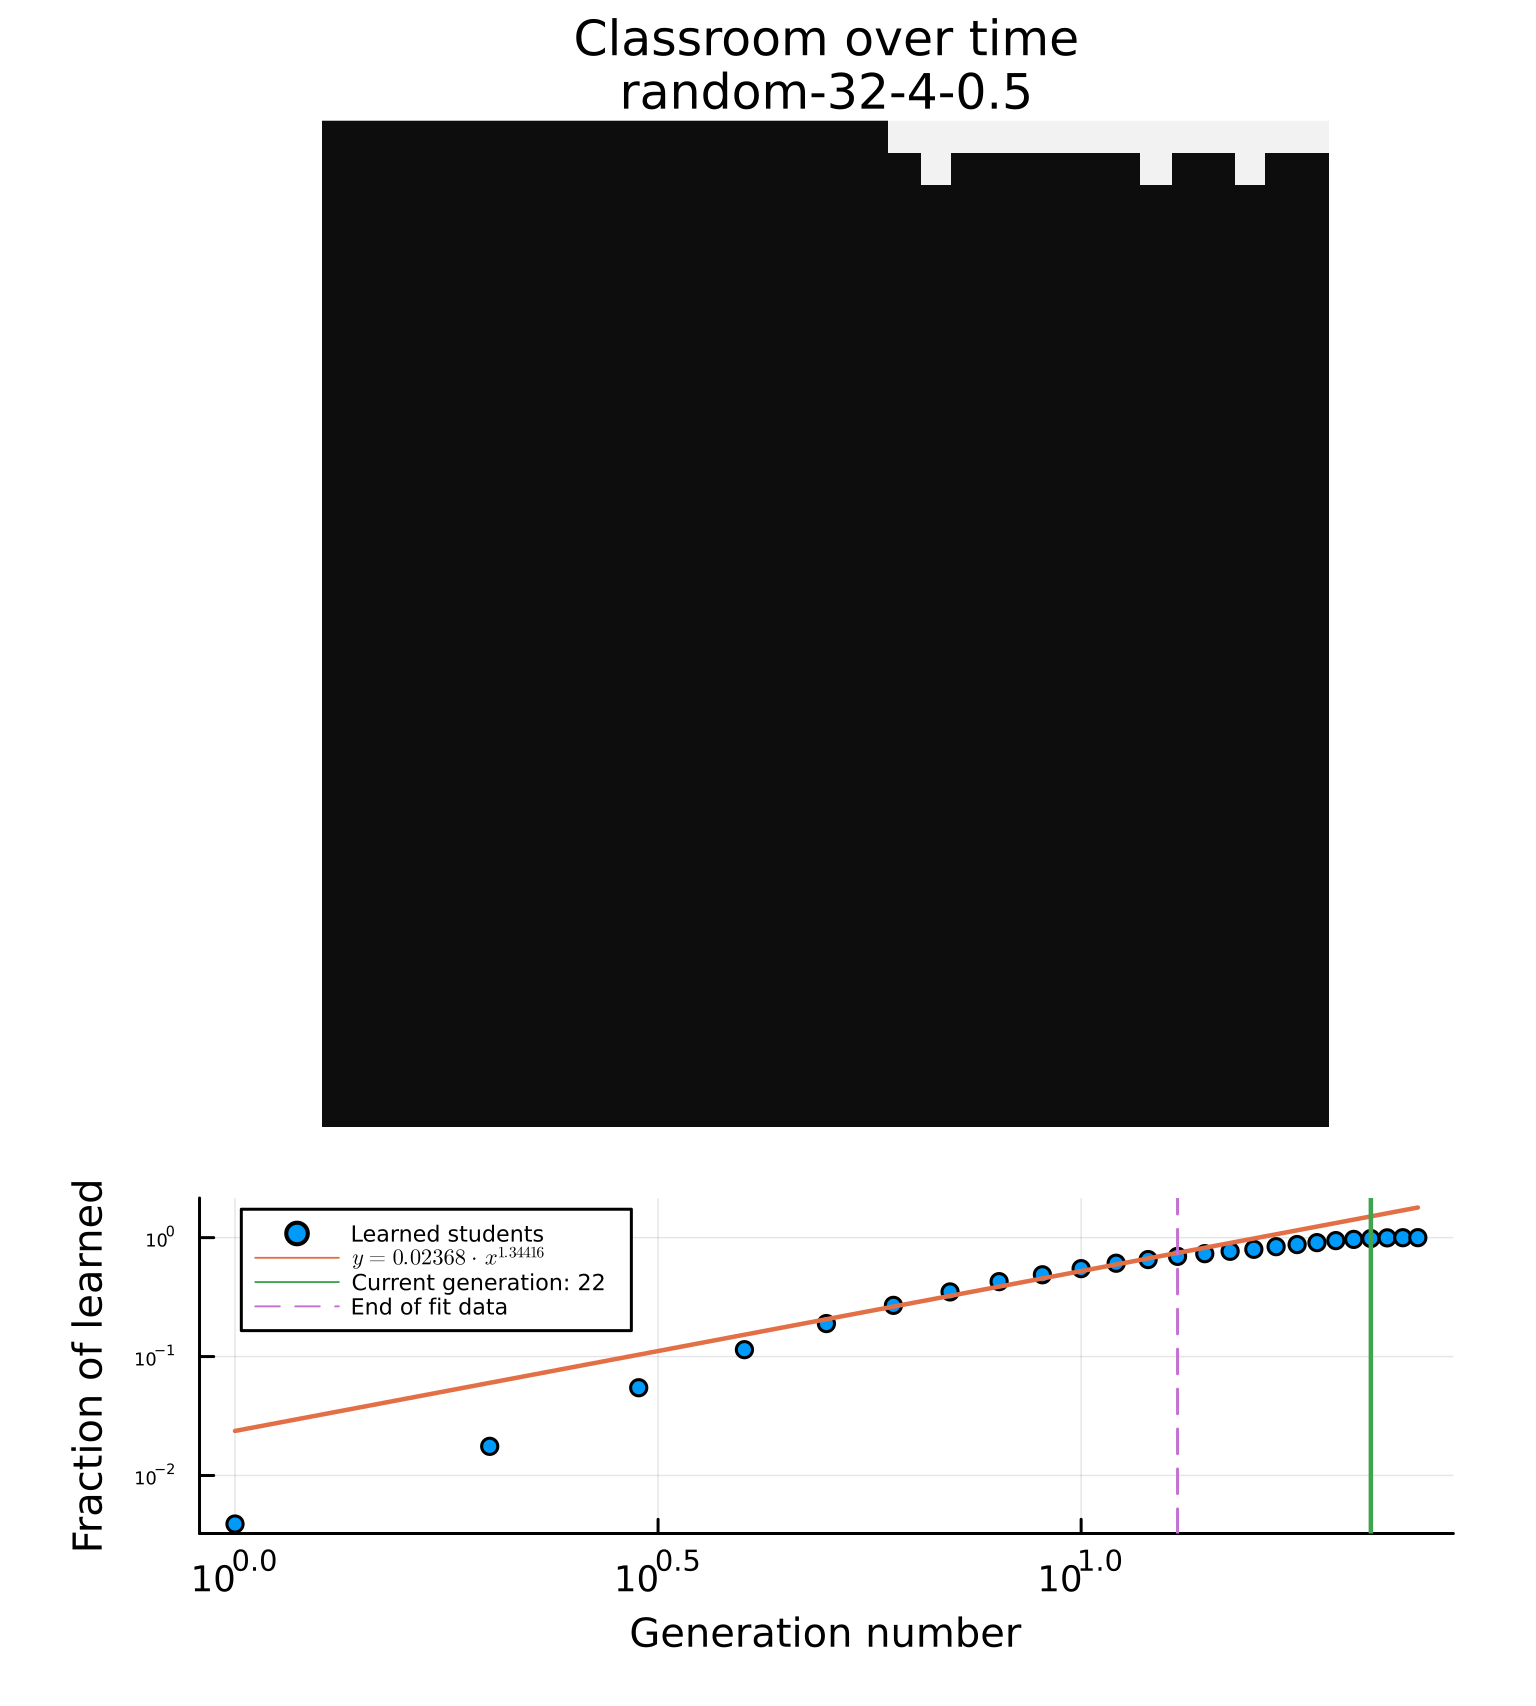 Classroom over time
random-32-4-0.5
Fraction of learned
10⁰
10⁻¹
10⁻²
Learned students
y = 0.02368 · x^1.34416
Current generation: 22
End of fit data
10^0.0
10^0.5
10^1.0
Generation number